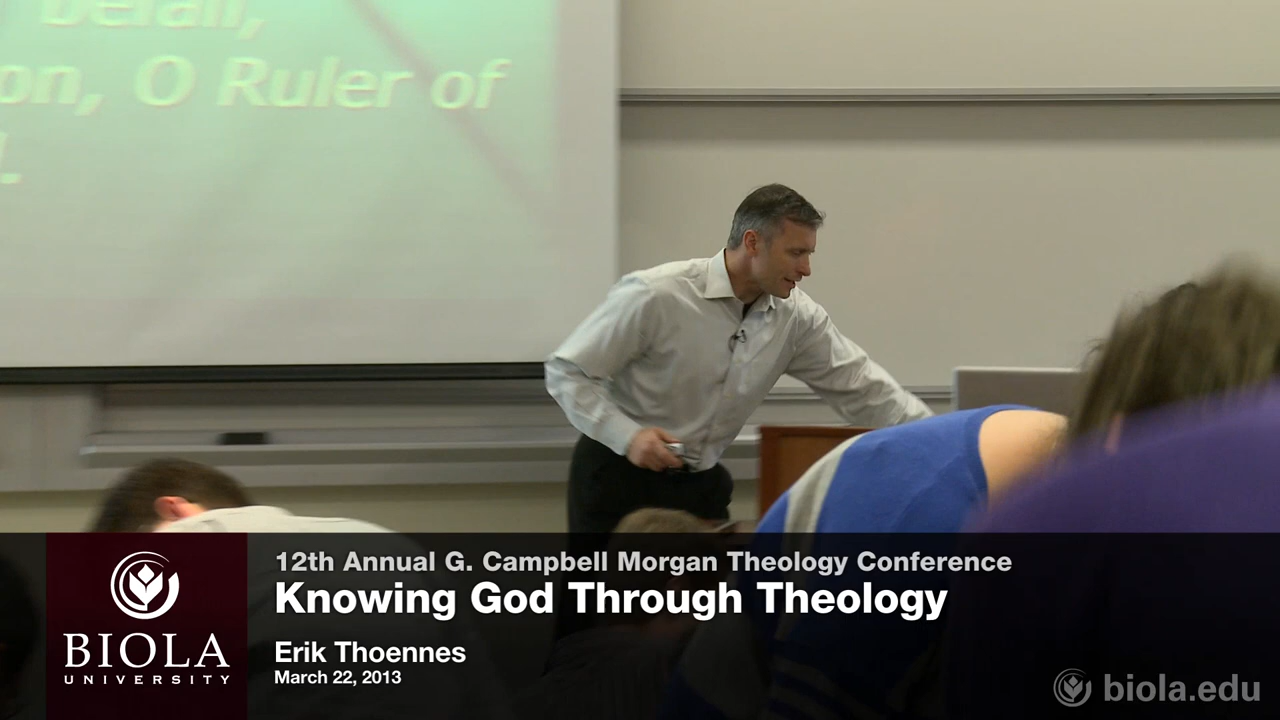 Befall,
on, O Ruler of
.
12th Annual G. Campbell Morgan Theology Conference
Knowing God Through Theology
Erik Thoennes
March 22, 2013
BIOLA
UNIVERSITY
biola.edu